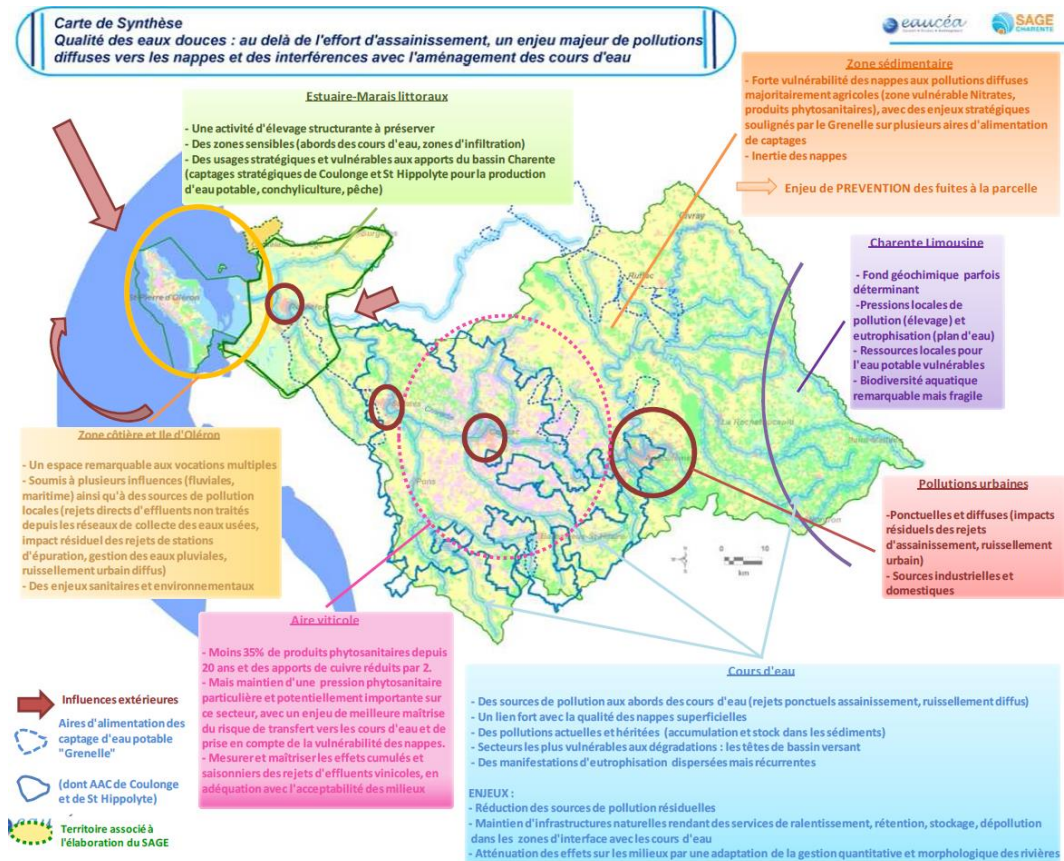 Carte de Synthèse
Qualité des eaux douces : au delà de l'effort d'assainissement, un enjeu majeur de pollutions
diffuses vers les nappes et des interférences avec l'aménagement des cours d'eau
eaucéa
SAGE
CHARENTE
Estuaire-Marais littoraux
- Une activité d'élevage structurante à préserver
- Des zones sensibles (abords des cours d'eau, zones d'infiltration)
- Des usages stratégiques et vulnérables aux apports du bassin Charente
(captages stratégiques de Coulonge et St Hippolyte pour la production
d'eau potable, conchyliculture, pêche)
Zone sédimentaire
- Forte vulnérabilité des nappes aux pollutions diffuses
majoritairement agricoles (zone vulnérable Nitrates,
produits phytosanitaires), avec des enjeux stratégiques
soulignés par le Grenelle sur plusieurs aires d'alimentation
de captages
- Inertie des nappes
Enjeu de PREVENTION des fuites à la parcelle
Charente Limousine
- Fond géochimique parfois
déterminant
-Pressions locales de
pollution (élevage) et
eutrophisation (plan d'eau)
- Ressources locales pour
l'eau potable vulnérables
- Biodiversité aquatique
remarquable mais fragile
Civray
Ruffec
St-Pierre d'Oléron
La Rochefoucauld
Pons
0 10
km
Zone côtière et Ile d'Oléron
- Un espace remarquable aux vocations multiples
- Soumis à plusieurs influences (fluviales,
maritime) ainsi qu'à des sources de pollution
locales (rejets directs d'effluents non traités
depuis les réseaux de collecte des eaux usées,
impact résiduel des rejets de stations
d'épuration, gestion des eaux pluviales,
ruissellement urbain diffus)
- Des enjeux sanitaires et environnementaux
Pollutions urbaines
-Ponctuelles et diffuses (impacts
résiduels des rejets
d'assainissement, ruissellement
urbain)
- Sources industrielles et
domestiques
Aire viticole
- Moins 35% de produits phytosanitaires depuis
20 ans et des apports de cuivre réduits par 2.
- Mais maintien d'une pression phytosanitaire
particulière et potentiellement importante sur
ce secteur, avec un enjeu de meilleure maîtrise
du risque de transfert vers les cours d'eau et de
prise en compte de la vulnérabilité des nappes.
- Mesurer et maîtriser les effets cumulés et
saisonniers des rejets d'effluents vinicoles, en
adéquation avec l'acceptabilité des milieux
Cours d'eau
- Des sources de pollution aux abords des cours d'eau (rejets ponctuels assainissement, ruissellement diffus)
- Un lien fort avec la qualité des nappes superficielles
- Des pollutions actuelles et héritées (accumulation et stock dans les sédiments)
- Secteurs les plus vulnérables aux dégradations : les têtes de bassin versant
- Des manifestations d'eutrophisation dispersées mais récurrentes
ENJEUX :
- Réduction des sources de pollution résiduelles
- Maintien d'infrastructures naturelles rendant des services de ralentissement, rétention, stockage, dépollution
dans les zones d'interface avec les cours d'eau
- Atténuation des effets sur les milieux par une adaptation de la gestion quantitative et morphologique des rivières
Influences extérieures
Aires d'alimentation des
captage d'eau potable
"Grenelle"
(dont AAC de Coulonge
et de St Hippolyte)
Territoire associé à
l'élaboration du SAGE